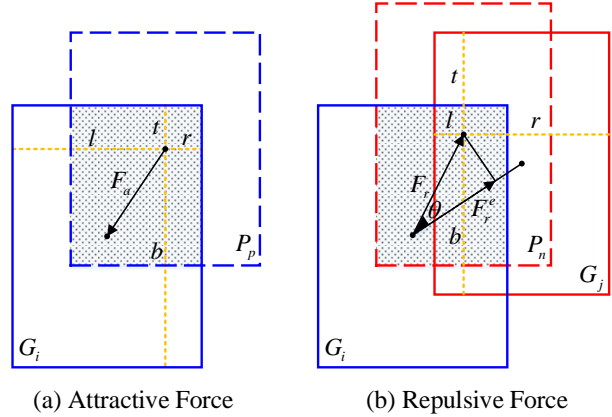 t
l
r
F_a
b
P_p
G_i
(a) Attractive Force
t
l
r
F_r
θ
F_r^e
b
P_n
G_j
G_i
(b) Repulsive Force